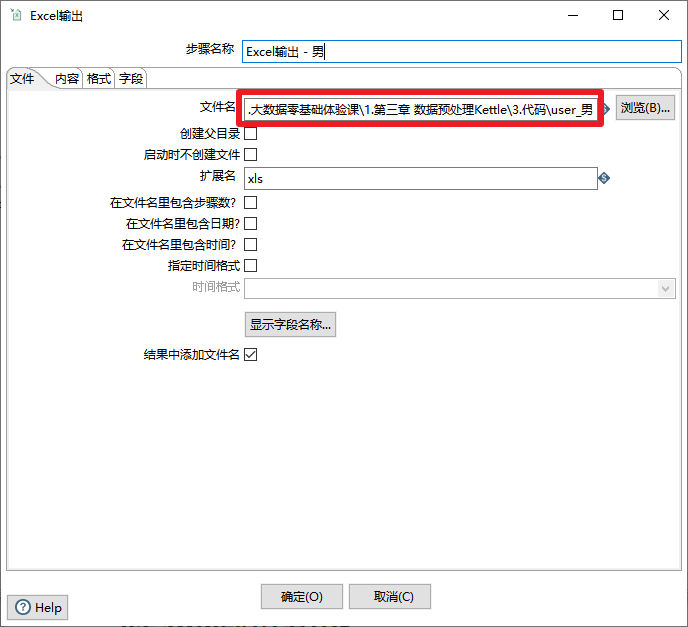 Excel输出
步骤名称 Excel输出 - 男
文件 内容 格式 字段
文件名 .大数据零基础体验课\1.第三章 数据预处理Kettle\3.代码\user_男 浏览(B)...
创建父目录
启动时不创建文件
扩展名 xls
在文件名里包含步骤数?
在文件名里包含日期?
在文件名里包含时间?
指定时间格式
时间格式
显示字段名称...
结果中添加文件名
确定(O) 取消(C)
Help